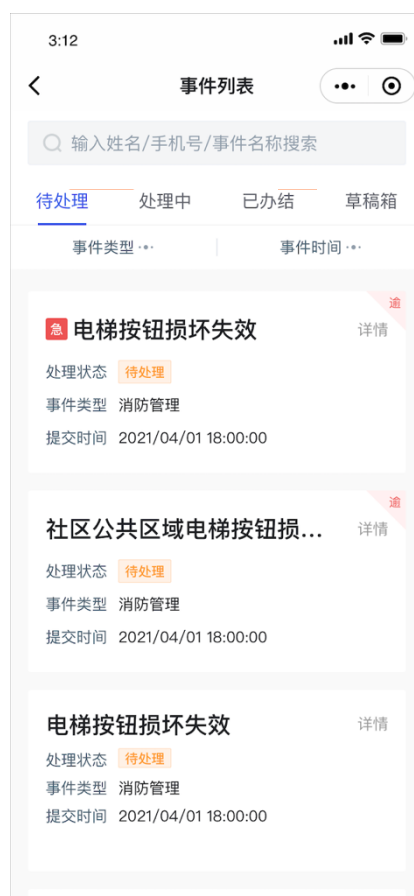 3:12
事件列表
输入姓名/手机号/事件名称搜索
待处理 处理中 已办结 草稿箱
事件类型 事件时间
逾
急 电梯按钮损坏失效 详情
处理状态 待处理
事件类型 消防管理
提交时间 2021/04/01 18:00:00
逾
社区公共区域电梯按钮损... 详情
处理状态 待处理
事件类型 消防管理
提交时间 2021/04/01 18:00:00
电梯按钮损坏失效 详情
处理状态 待处理
事件类型 消防管理
提交时间 2021/04/01 18:00:00